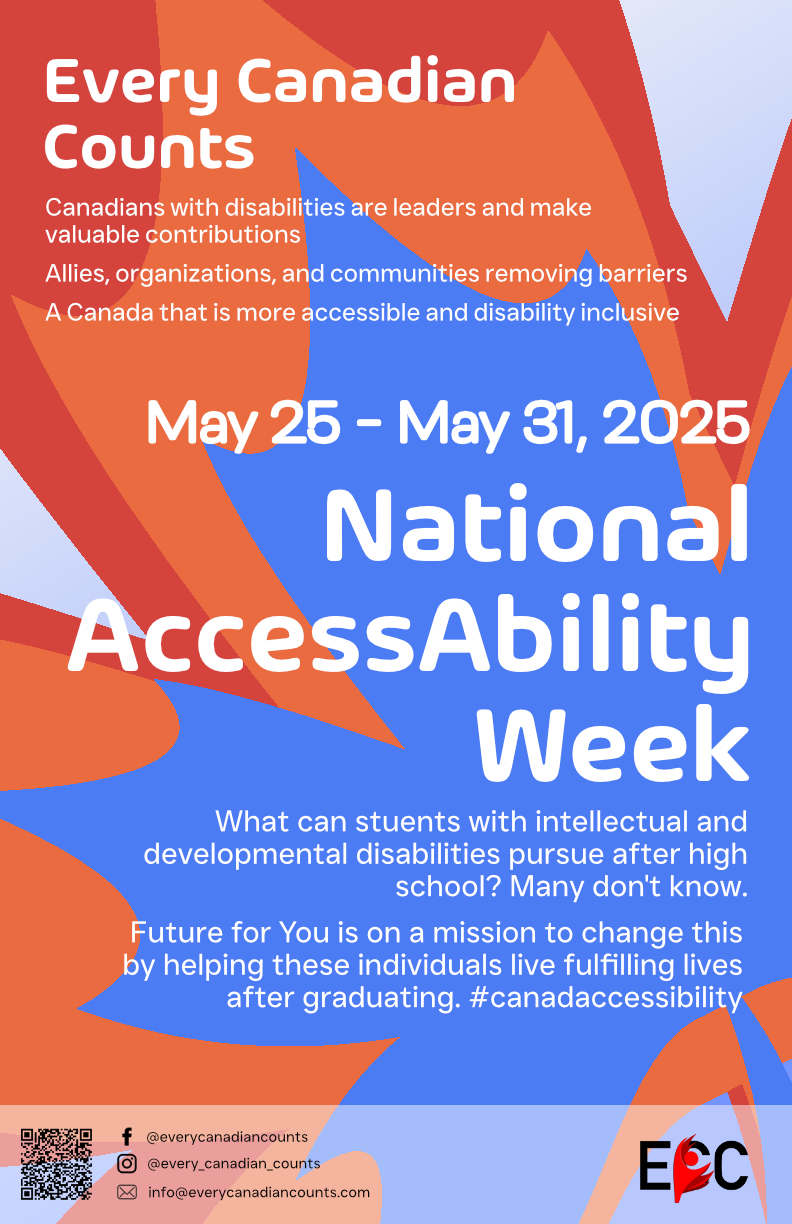 Every Canadian
Counts
Canadians with disabilities are leaders and make
valuable contributions
Allies, organizations, and communities removing barriers
A Canada that is more accessible and disability inclusive
May 25 - May 31, 2025
National
AccessAbility
Week
What can stuents with intellectual and
developmental disabilities pursue after high
school? Many don't know.
Future for You is on a mission to change this
by helping these individuals live fulfilling lives
after graduating. #canadaccessibility
@everycanadiancounts
@every_canadian_counts
info@everycanadiancounts.com
ECC